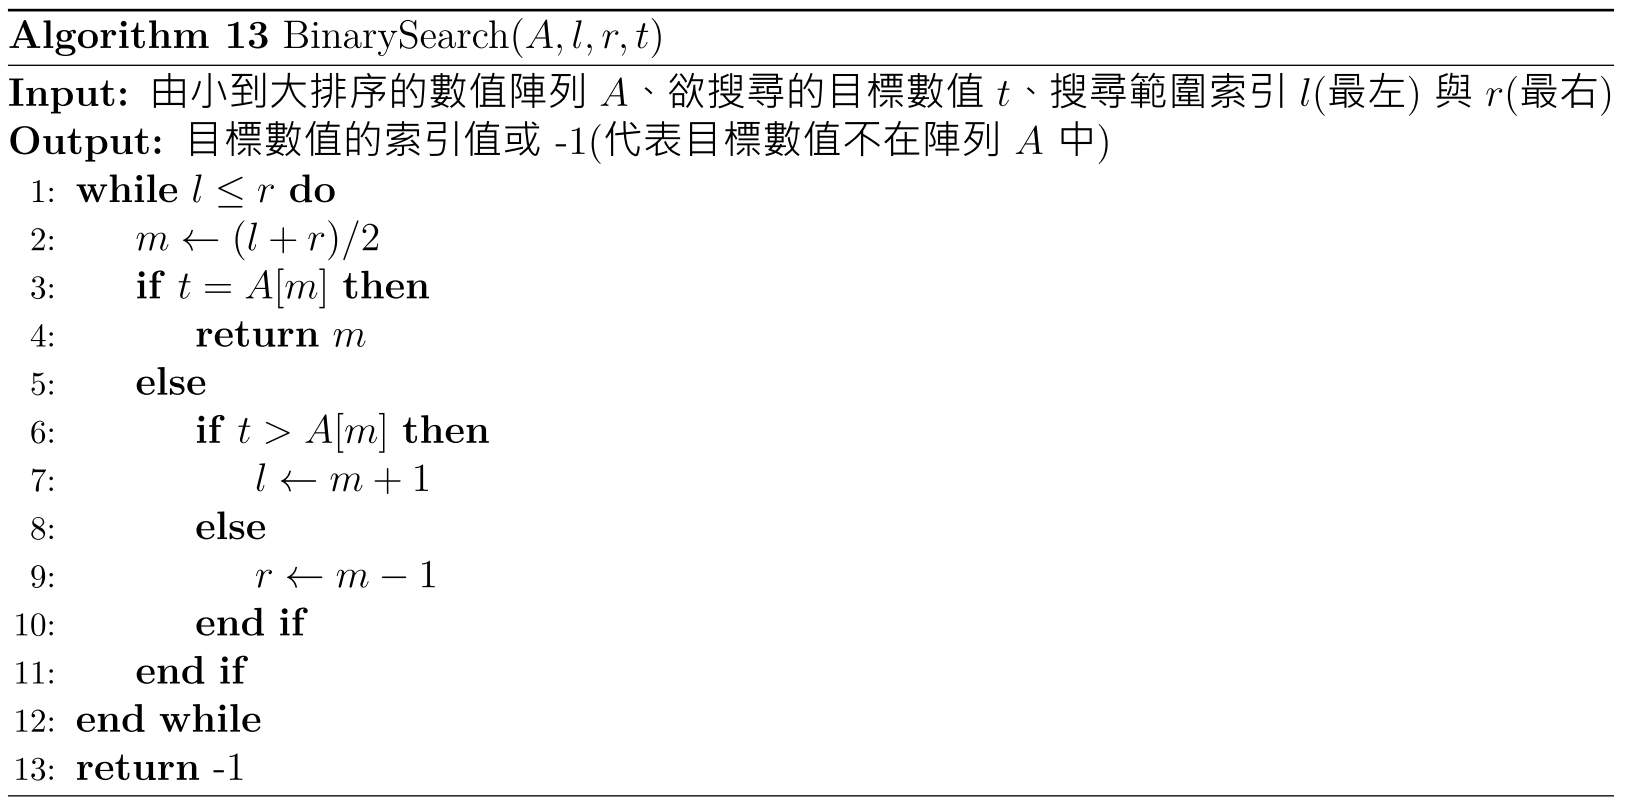 Algorithm 13 BinarySearch(A, l, r, t)
Input: 由小到大排序的數值陣列 A、欲搜尋的目標數值 t、搜尋範圍索引 l(最左) 與 r(最右)
Output: 目標數值的索引值或 -1(代表目標數值不在陣列 A 中)
1: while l ≤ r do
2: m ← (l + r)/2
3: if t = A[m] then
4: return m
5: else
6: if t > A[m] then
7: l ← m + 1
8: else
9: r ← m − 1
10: end if
11: end if
12: end while
13: return -1